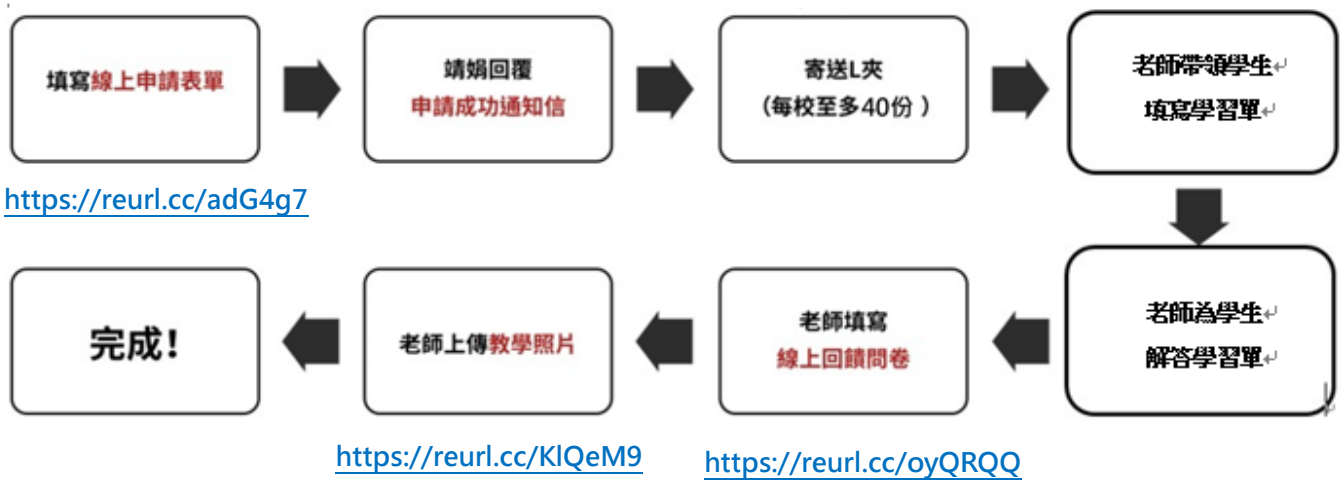 填寫線上申請表單
靖娟回覆
申請成功通知信
寄送L夾
（每校至多40份 ）
老師帶領學生
填寫學習單
https://reurl.cc/adG4g7
老師為學生
解答學習單
老師填寫
線上回饋問卷
https://reurl.cc/oyQRQQ
老師上傳教學照片
https://reurl.cc/KlQeM9
完成！